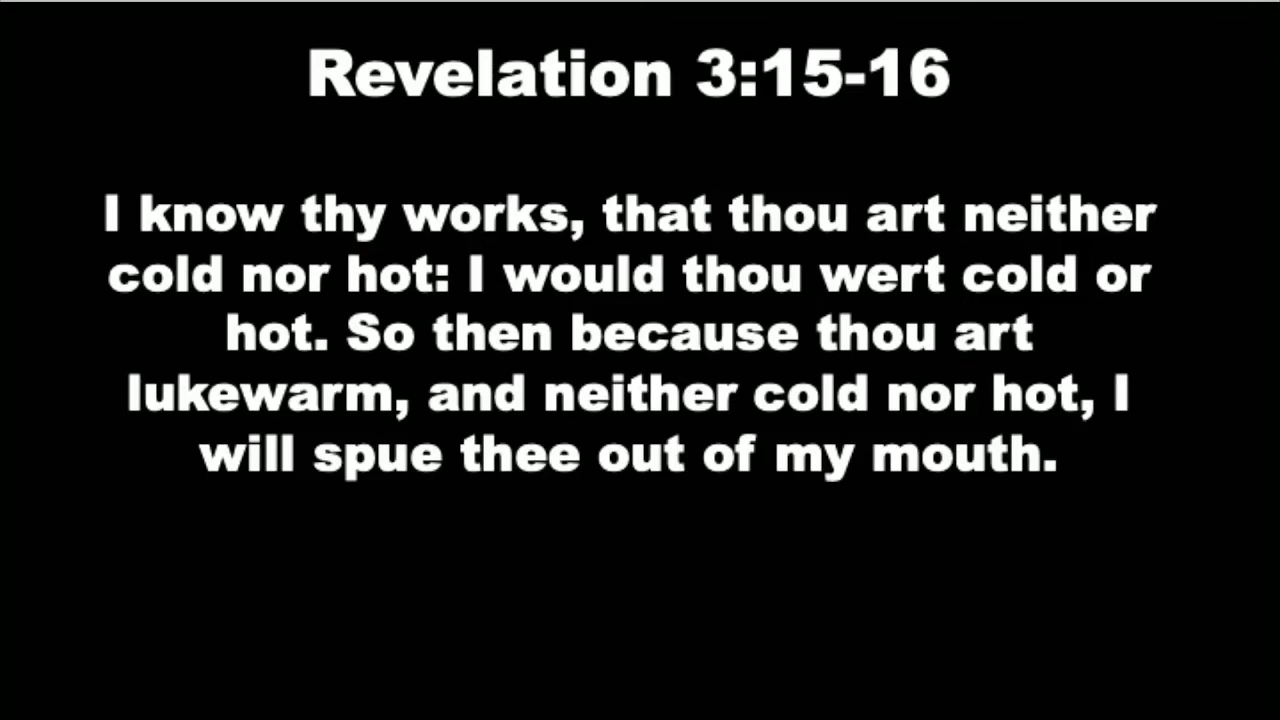 Revelation 3:15-16
I know thy works, that thou art neither
cold nor hot: I would thou wert cold or
hot. So then because thou art
lukewarm, and neither cold nor hot, I
will spue thee out of my mouth.